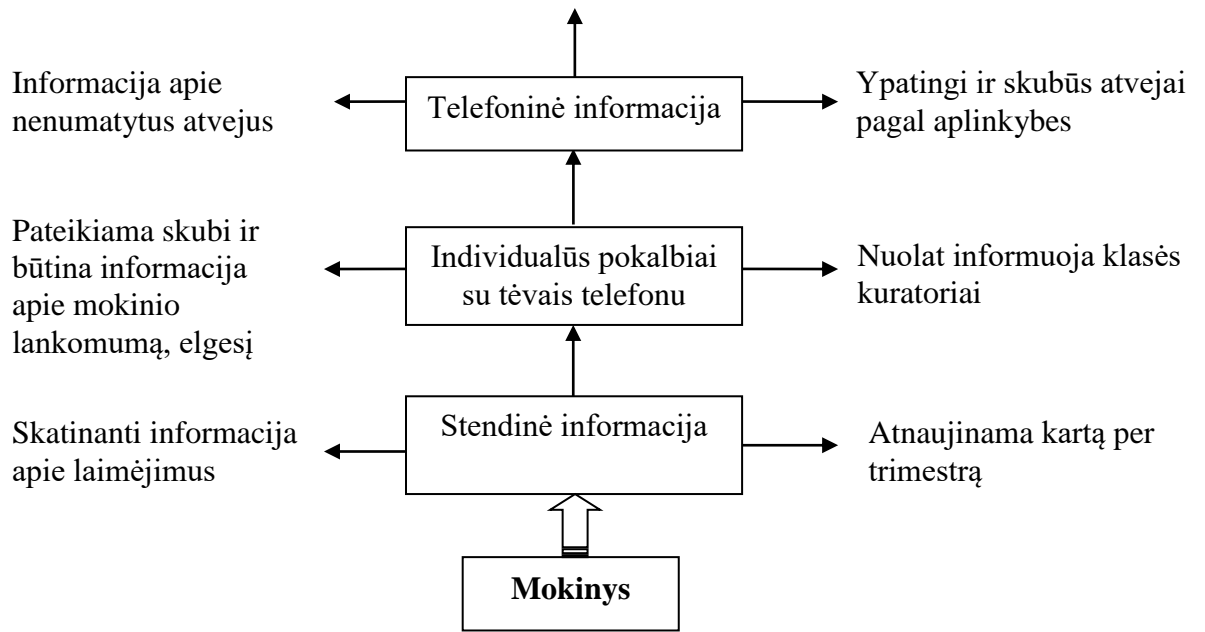 Informacija apie
nenumatytus atvejus
Telefoninė informacija
Ypatingi ir skubūs atvejai
pagal aplinkybes
Pateikiama skubi ir
būtina informacija
apie mokinio
lankomumą, elgesį
Individualūs pokalbiai
su tėvais telefonu
Nuolat informuoja klasės
kuratoriai
Skatinanti informacija
apie laimėjimus
Stendinė informacija
Atnaujinama kartą per
trimestrą
Mokinys